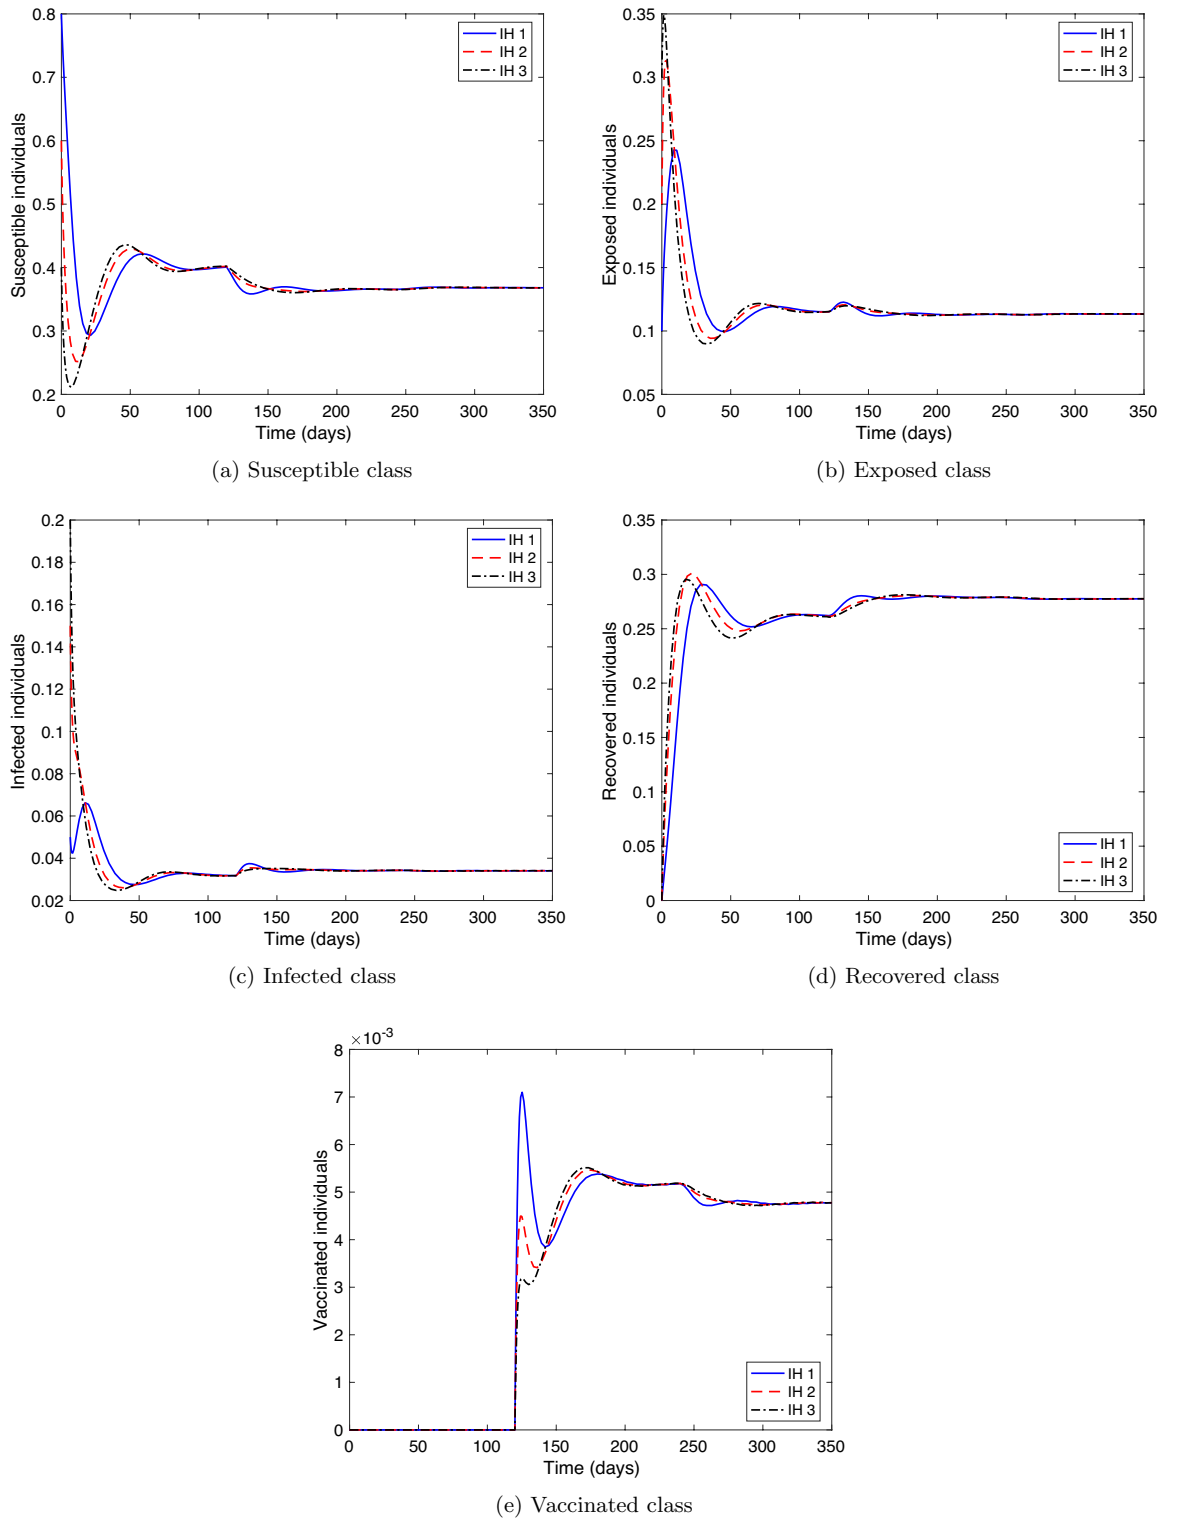 0.8
0.7
0.6
0.5
0.4
0.3
0.2
Susceptible individuals
0 50 100 150 200 250 300 350
Time (days)
IH 1
IH 2
IH 3
(a) Susceptible class
0.35
0.3
0.25
0.2
0.15
0.1
0.05
Exposed individuals
0 50 100 150 200 250 300 350
Time (days)
IH 1
IH 2
IH 3
(b) Exposed class
0.2
0.18
0.16
0.14
0.12
0.1
0.08
0.06
0.04
0.02
Infected individuals
0 50 100 150 200 250 300 350
Time (days)
IH 1
IH 2
IH 3
(c) Infected class
0.35
0.3
0.25
0.2
0.15
0.1
0.05
0
Recovered individuals
0 50 100 150 200 250 300 350
Time (days)
IH 1
IH 2
IH 3
(d) Recovered class
×10⁻³
8
7
6
5
4
3
2
1
0
Vaccinated individuals
0 50 100 150 200 250 300 350
Time (days)
IH 1
IH 2
IH 3
(e) Vaccinated class